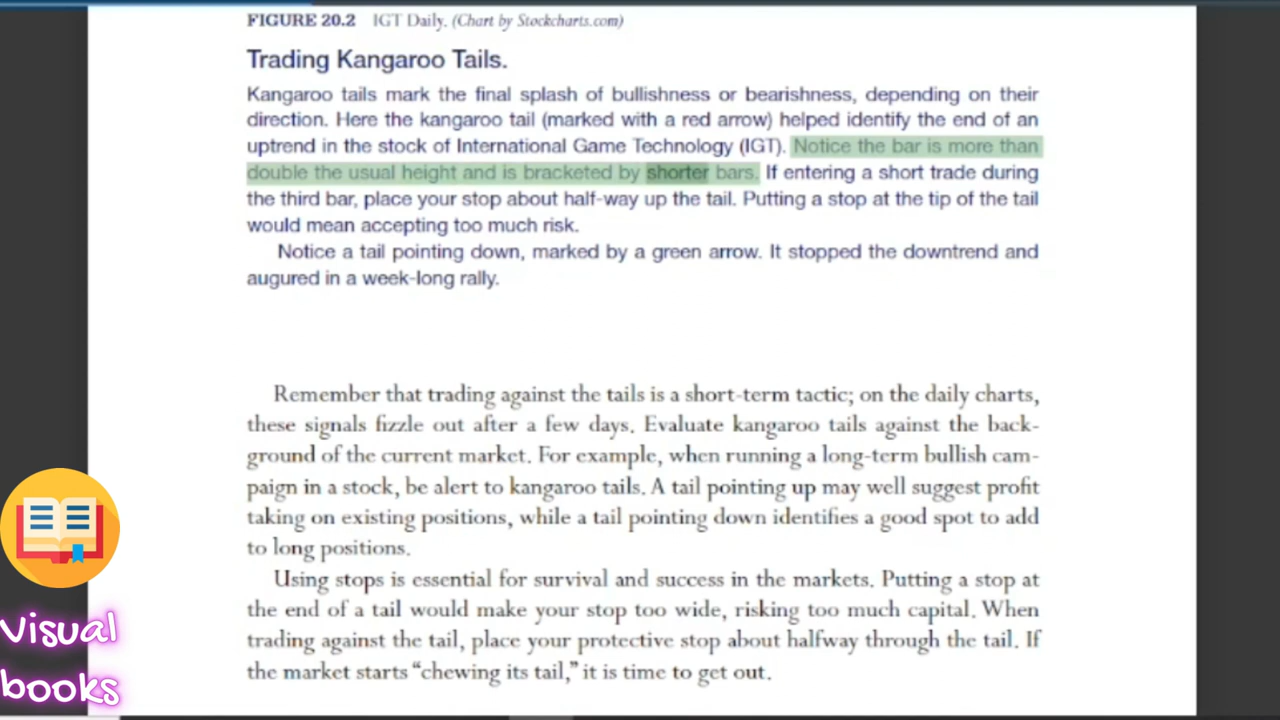 FIGURE 20.2 IGT Daily. (Chart by Stockcharts.com)
Trading Kangaroo Tails.
Kangaroo tails mark the final splash of bullishness or bearishness, depending on their
direction. Here the kangaroo tail (marked with a red arrow) helped identify the end of an
uptrend in the stock of International Game Technology (IGT). Notice the bar is more than
double the usual height and is bracketed by shorter bars. If entering a short trade during
the third bar, place your stop about half-way up the tail. Putting a stop at the tip of the tail
would mean accepting too much risk.
Notice a tail pointing down, marked by a green arrow. It stopped the downtrend and
augured in a week-long rally.
Remember that trading against the tails is a short-term tactic; on the daily charts,
these signals fizzle out after a few days. Evaluate kangaroo tails against the back-
ground of the current market. For example, when running a long-term bullish cam-
paign in a stock, be alert to kangaroo tails. A tail pointing up may well suggest profit
taking on existing positions, while a tail pointing down identifies a good spot to add
to long positions.
Using stops is essential for survival and success in the markets. Putting a stop at
the end of a tail would make your stop too wide, risking too much capital. When
trading against the tail, place your protective stop about halfway through the tail. If
the market starts “chewing its tail,” it is time to get out.
Visual
books